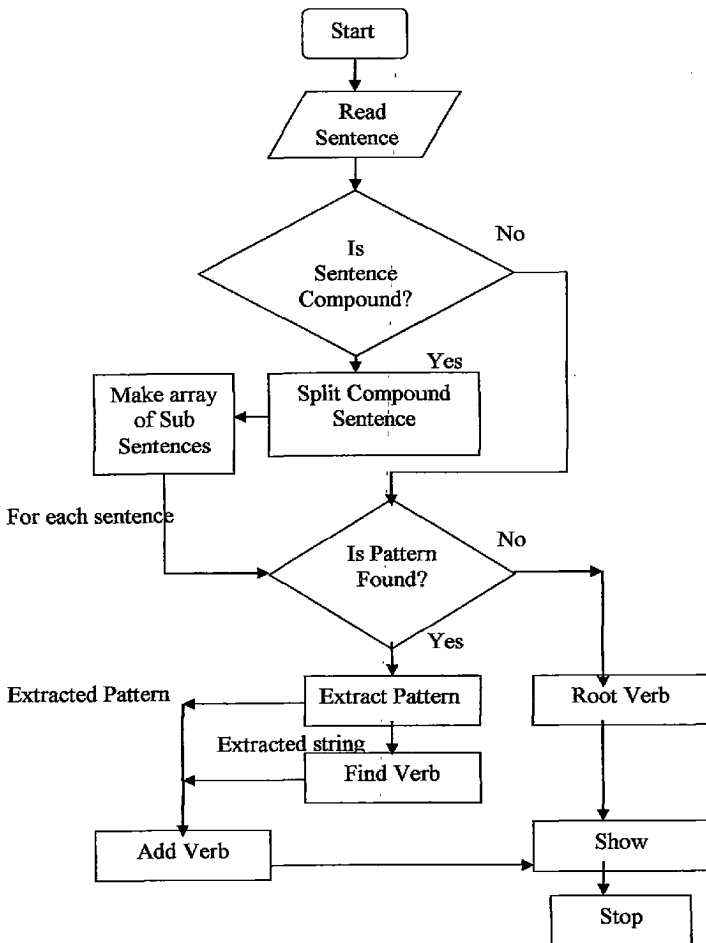 Start
Read
Sentence
No
Is
Sentence
Compound?
Yes
Make array
of Sub
Sentences
Split Compound
Sentence
For each sentence
No
Is Pattern
Found?
Yes
Extracted Pattern
Extract Pattern
Root Verb
Extracted string
Find Verb
Add Verb
Show
Stop